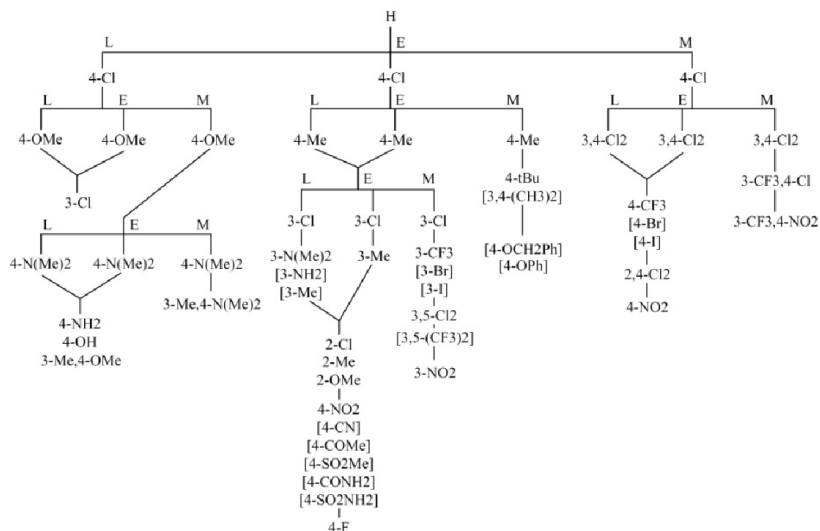 H
L E M
4-Cl 4-Cl 4-Cl
L E M L E M L E M
4-OMe 4-OMe 4-OMe 4-Me 4-Me 4-Me 3,4-Cl2 3,4-Cl2 3,4-Cl2
3-Cl
4-tBu
[3,4-(CH3)2]
[4-OCH2Ph]
[4-OPh]
4-CF3
[4-Br]
[4-I]
2,4-Cl2
4-NO2
3-CF3,4-Cl
3-CF3,4-NO2
L E M
4-N(Me)2 4-N(Me)2 4-N(Me)2
4-NH2
4-OH
3-Me,4-OMe
3-Me,4-N(Me)2
L E M
3-Cl 3-Cl 3-Cl
3-N(Me)2
[3-NH2]
[3-Me]
3-Me
3-CF3
[3-Br]
[3-I]
3,5-Cl2
[3,5-(CF3)2]
3-NO2
2-Cl
2-Me
2-OMe
4-NO2
[4-CN]
[4-COMe]
[4-SO2Me]
[4-CONH2]
[4-SO2NH2]
4-F